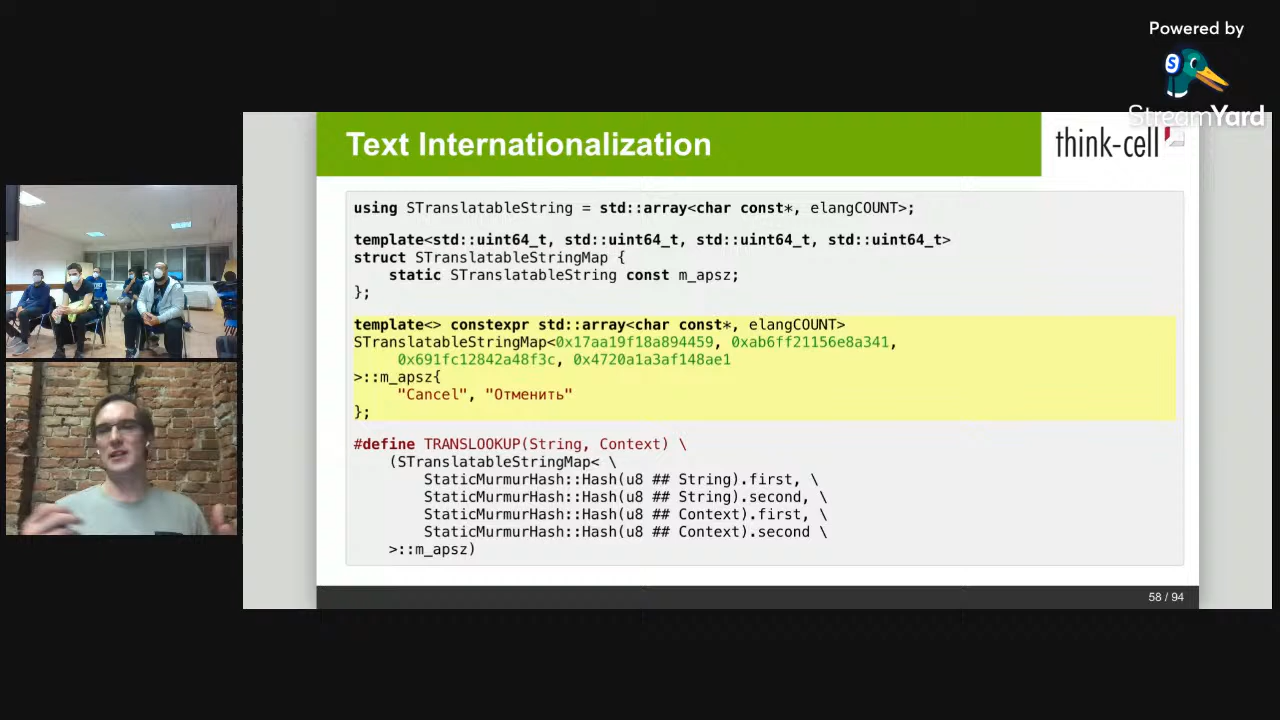 Powered by
S
StreamYard
Text Internationalization
think-cell
using STranslatableString = std::array<char const*, elangCOUNT>;
template<std::uint64_t, std::uint64_t, std::uint64_t, std::uint64_t>
struct STranslatableStringMap {
    static STranslatableString const m_apsz;
};
template<> constexpr std::array<char const*, elangCOUNT>
STranslatableStringMap<0x17aa19f18a894459, 0xab6ff21156e8a341,
     0x691fc12842a48f3c, 0x4720a1a3af148ae1
>::m_apsz{
     "Cancel", "Отменить"
};
#define TRANSLOOKUP(String, Context) \
    (STranslatableStringMap< \
        StaticMurmurHash::Hash(u8 ## String).first, \
        StaticMurmurHash::Hash(u8 ## String).second, \
        StaticMurmurHash::Hash(u8 ## Context).first, \
        StaticMurmurHash::Hash(u8 ## Context).second \
    >::m_apsz)
58 / 94